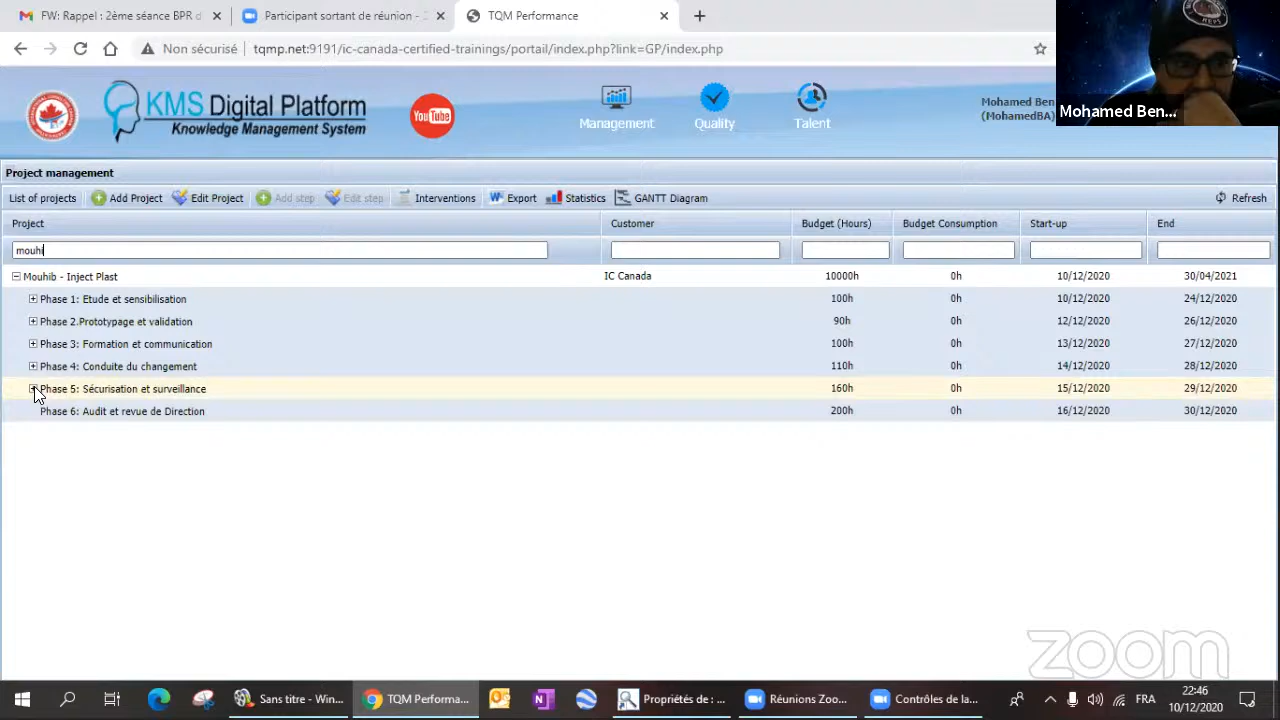 FW: Rappel : 2ème séance BPR d
Participant sortant de réunion - 2
TQM Performance
Non sécurisé
tqmp.net:9191/ic-canada-certified-trainings/portail/index.php?link=GP/index.php
KMS Digital Platform
Knowledge Management System
YouTube
Management
Quality
Talent
Mohamed Ben
(MohamedBA)
Mohamed Ben...
Project management
List of projects
Add Project
Edit Project
Add step
Edit step
Interventions
Export
Statistics
GANTT Diagram
Refresh
Project Customer Budget (Hours) Budget Consumption Start-up End
mouhi
Mouhib - Inject Plast IC Canada 10000h 0h 10/12/2020 30/04/2021
Phase 1: Etude et sensibilisation 100h 0h 10/12/2020 24/12/2020
Phase 2.Prototypage et validation 90h 0h 12/12/2020 26/12/2020
Phase 3: Formation et communication 100h 0h 13/12/2020 27/12/2020
Phase 4: Conduite du changement 110h 0h 14/12/2020 28/12/2020
Phase 5: Sécurisation et surveillance 160h 0h 15/12/2020 29/12/2020
Phase 6: Audit et revue de Direction 200h 0h 16/12/2020 30/12/2020
zoom
Sans titre - Win...
TQM Performa...
Propriétés de : ...
Réunions Zoo...
Contrôles de la...
FRA
22:46
10/12/2020